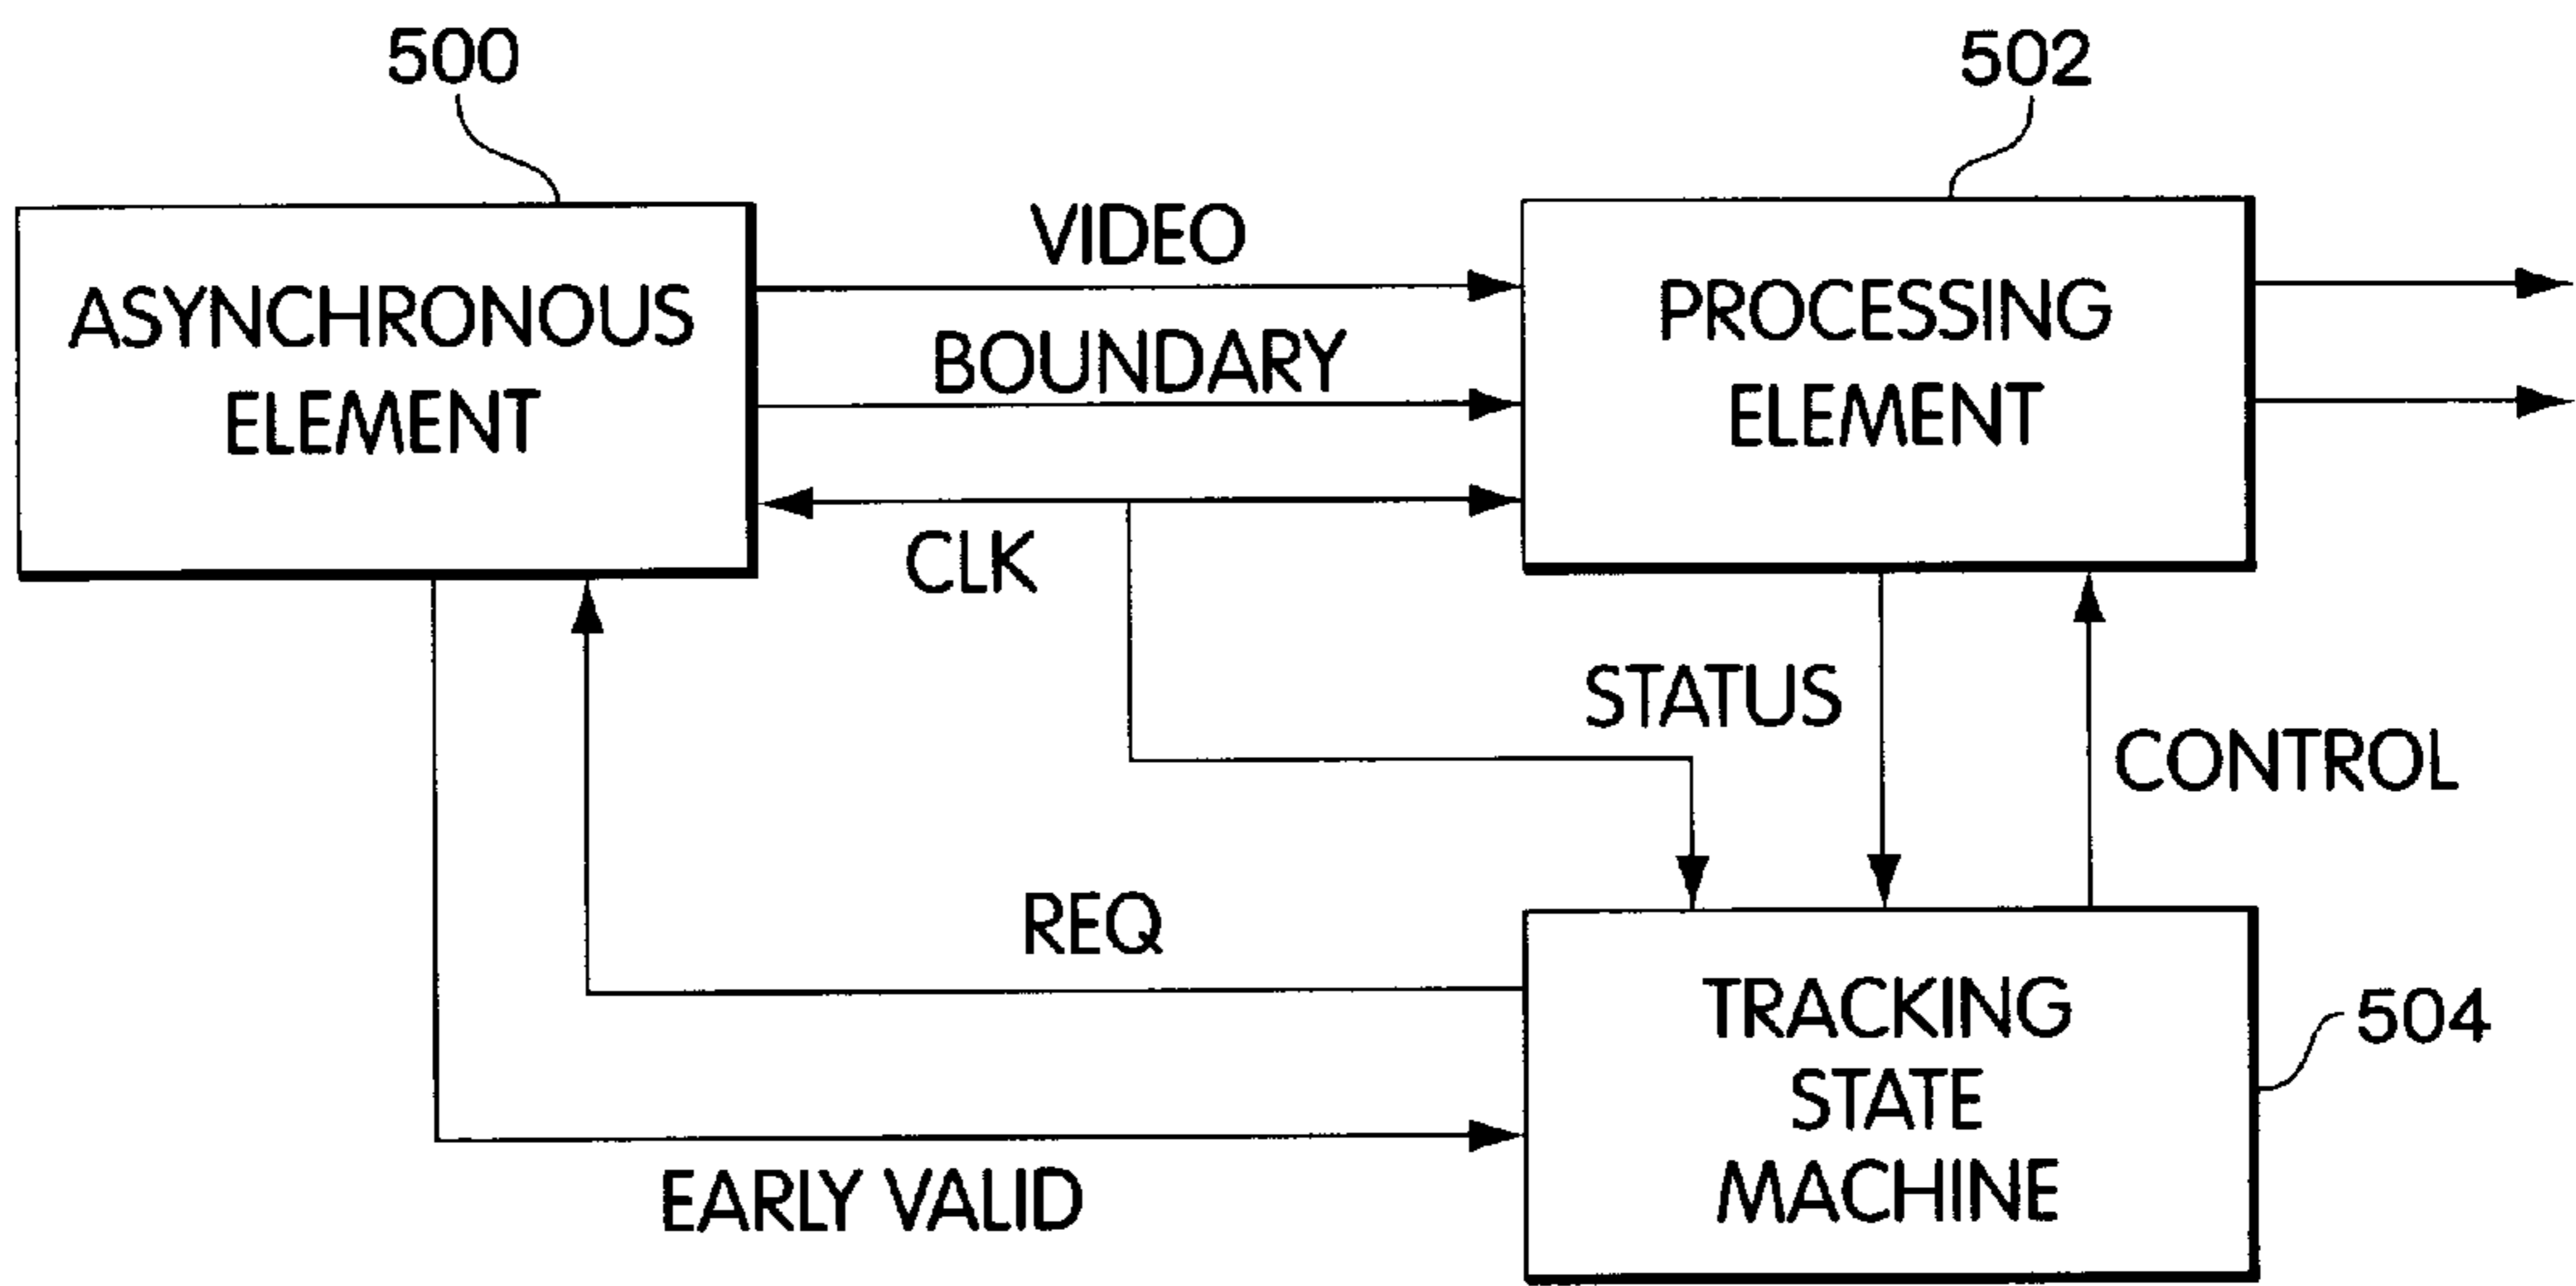 500
502
ASYNCHRONOUS
ELEMENT
VIDEO
BOUNDARY
CLK
PROCESSING
ELEMENT
STATUS
CONTROL
REQ
EARLY VALID
TRACKING
STATE
MACHINE
504